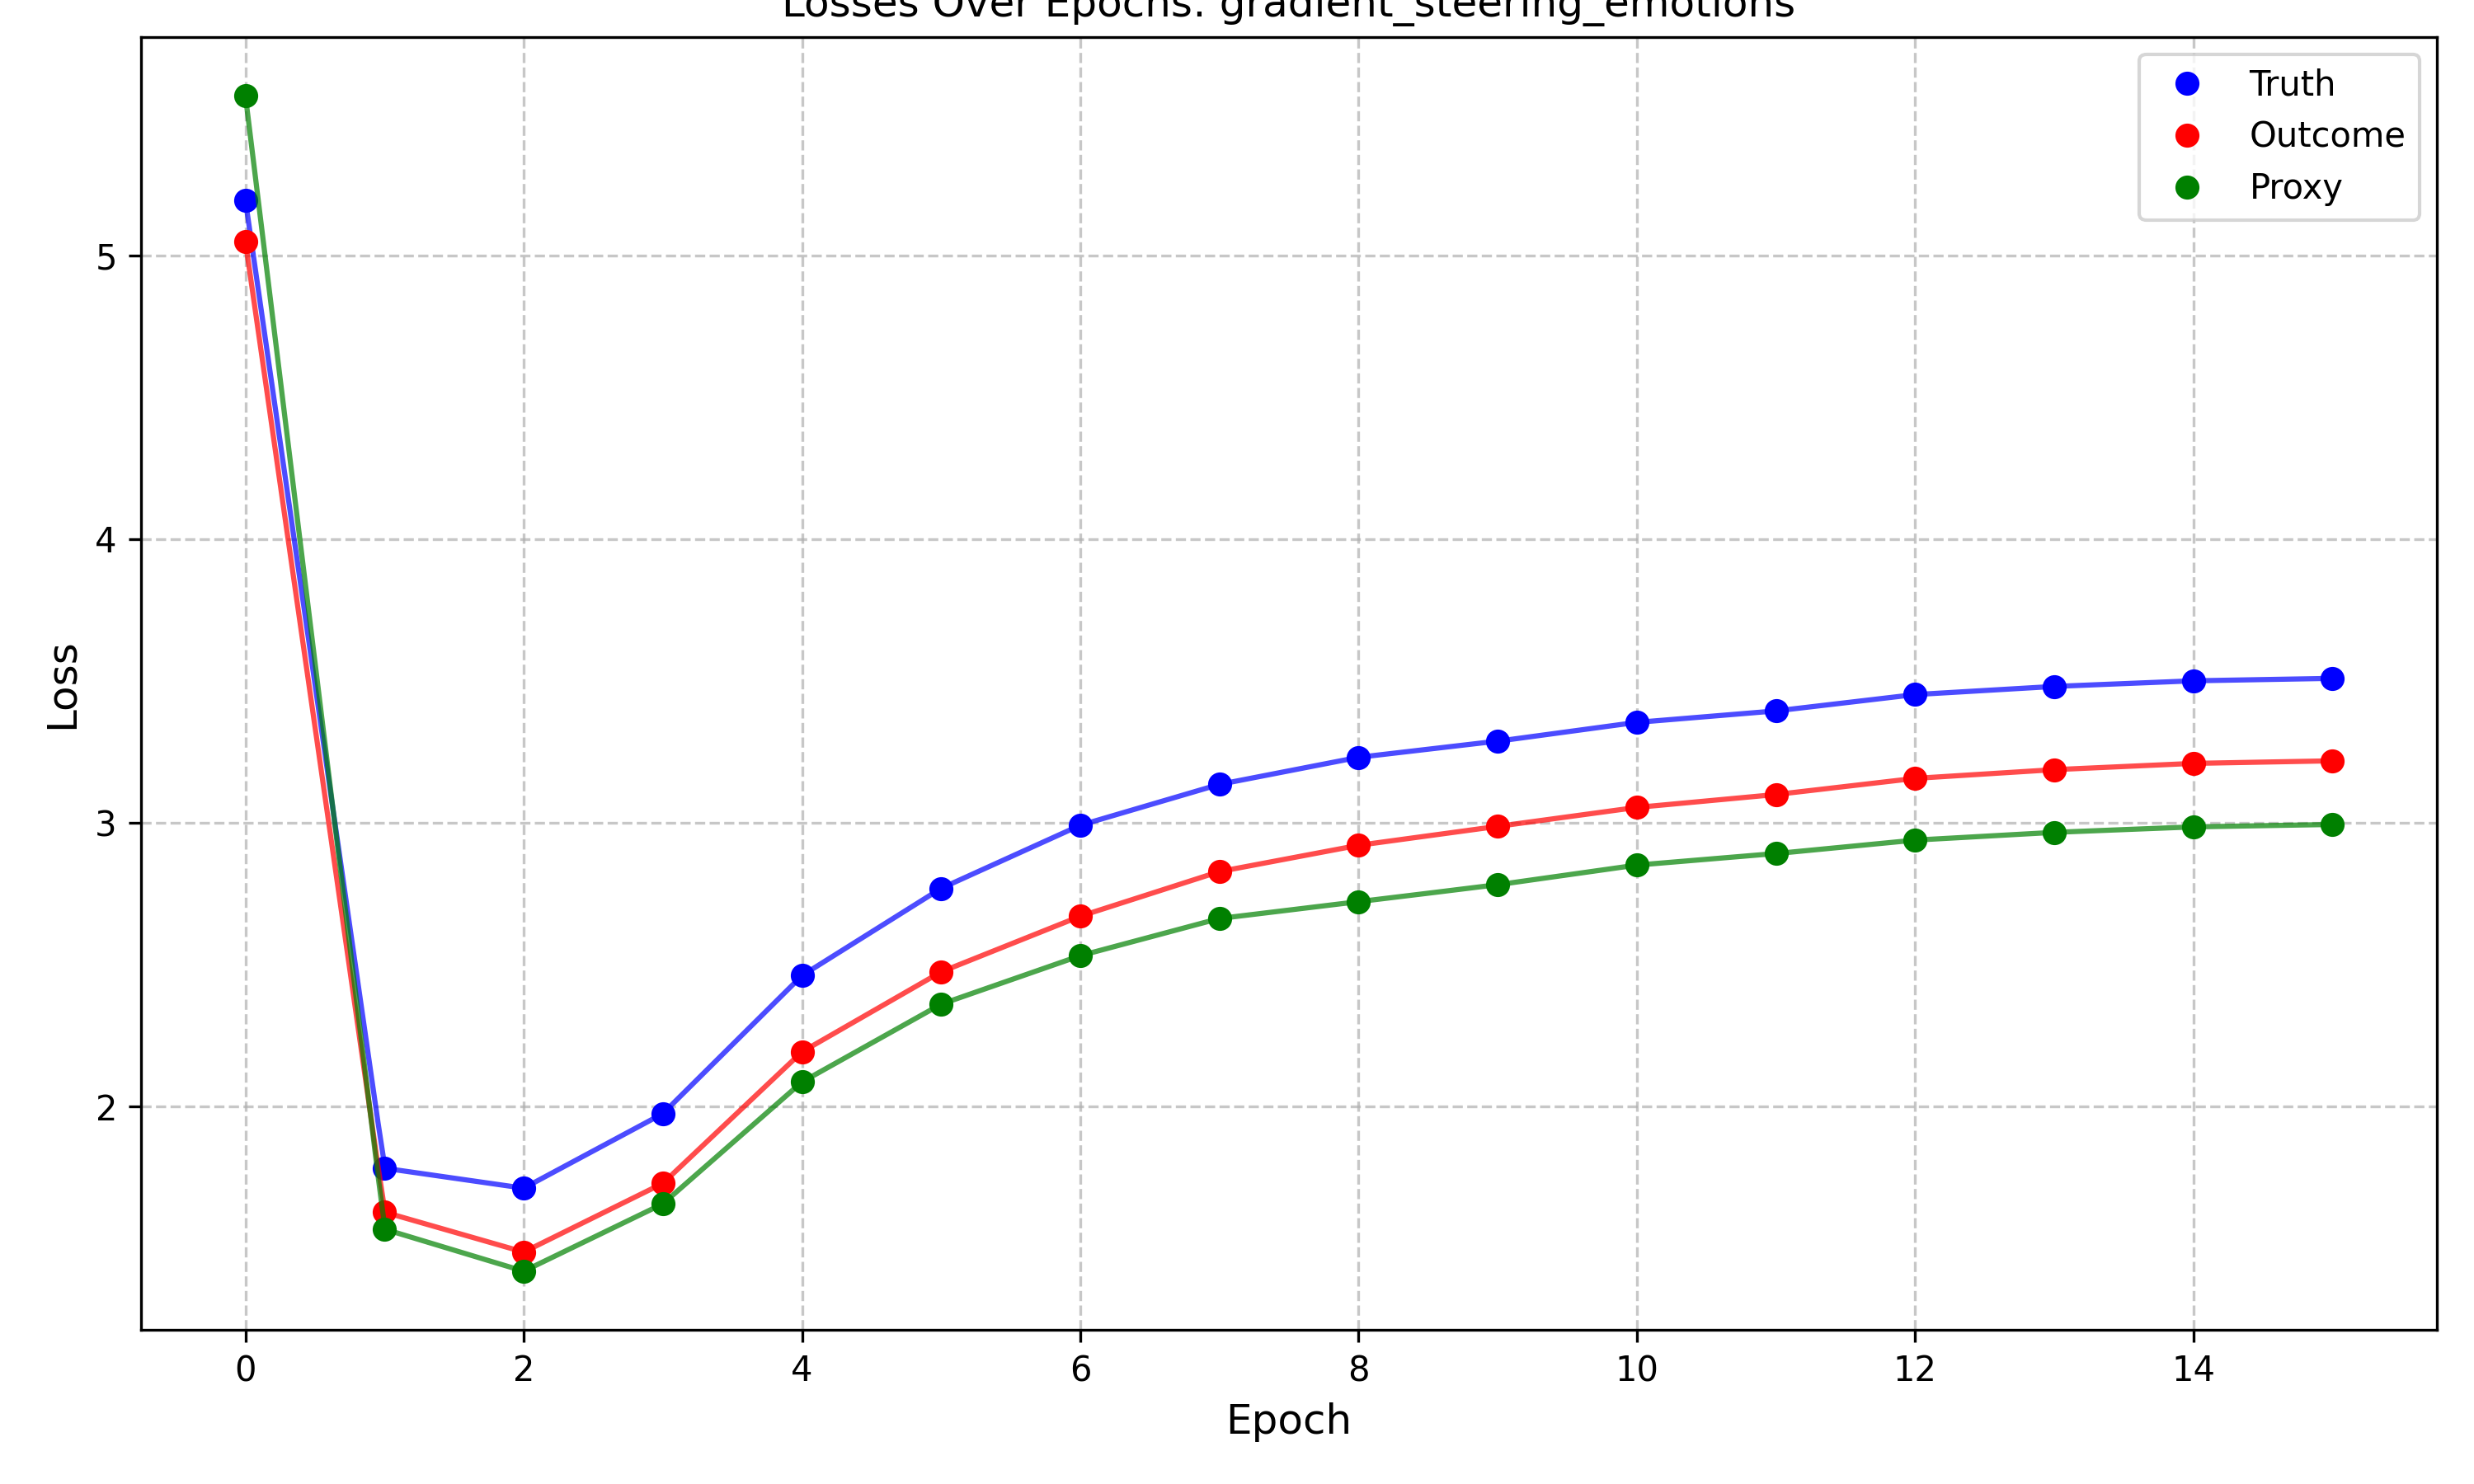 Losses Over Epochs: gradient_steering_emotions
Truth
Outcome
Proxy
5
4
3
2
Loss
0 2 4 6 8 10 12 14
Epoch